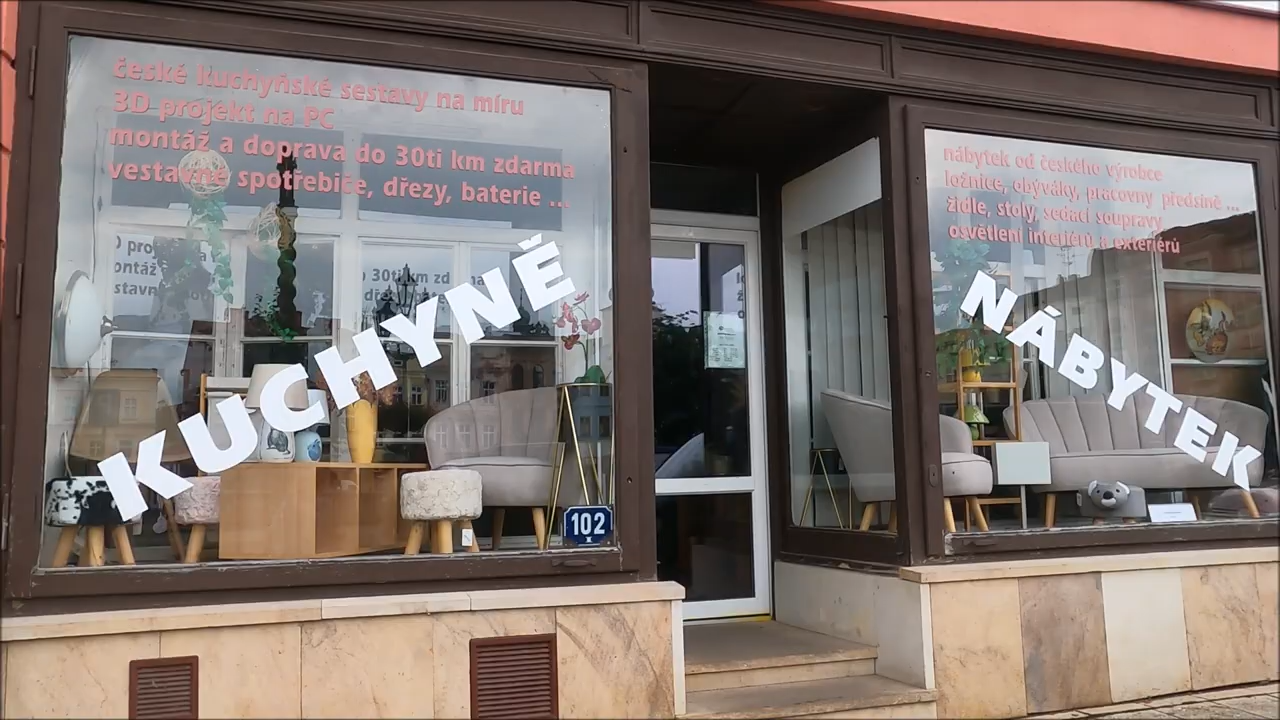 české kuchyňské sestavy na míru
3D projekt na PC
montáž a doprava do 30ti km zdarma
vestavné spotřebiče, dřezy, baterie ...
KUCHYNĚ
102
nábytek od českého výrobce
ložnice, obýváky, pracovny předsíně ...
židle, stoly, sedací soupravy
osvětlení interiérů a exteriérů
NÁBYTEK